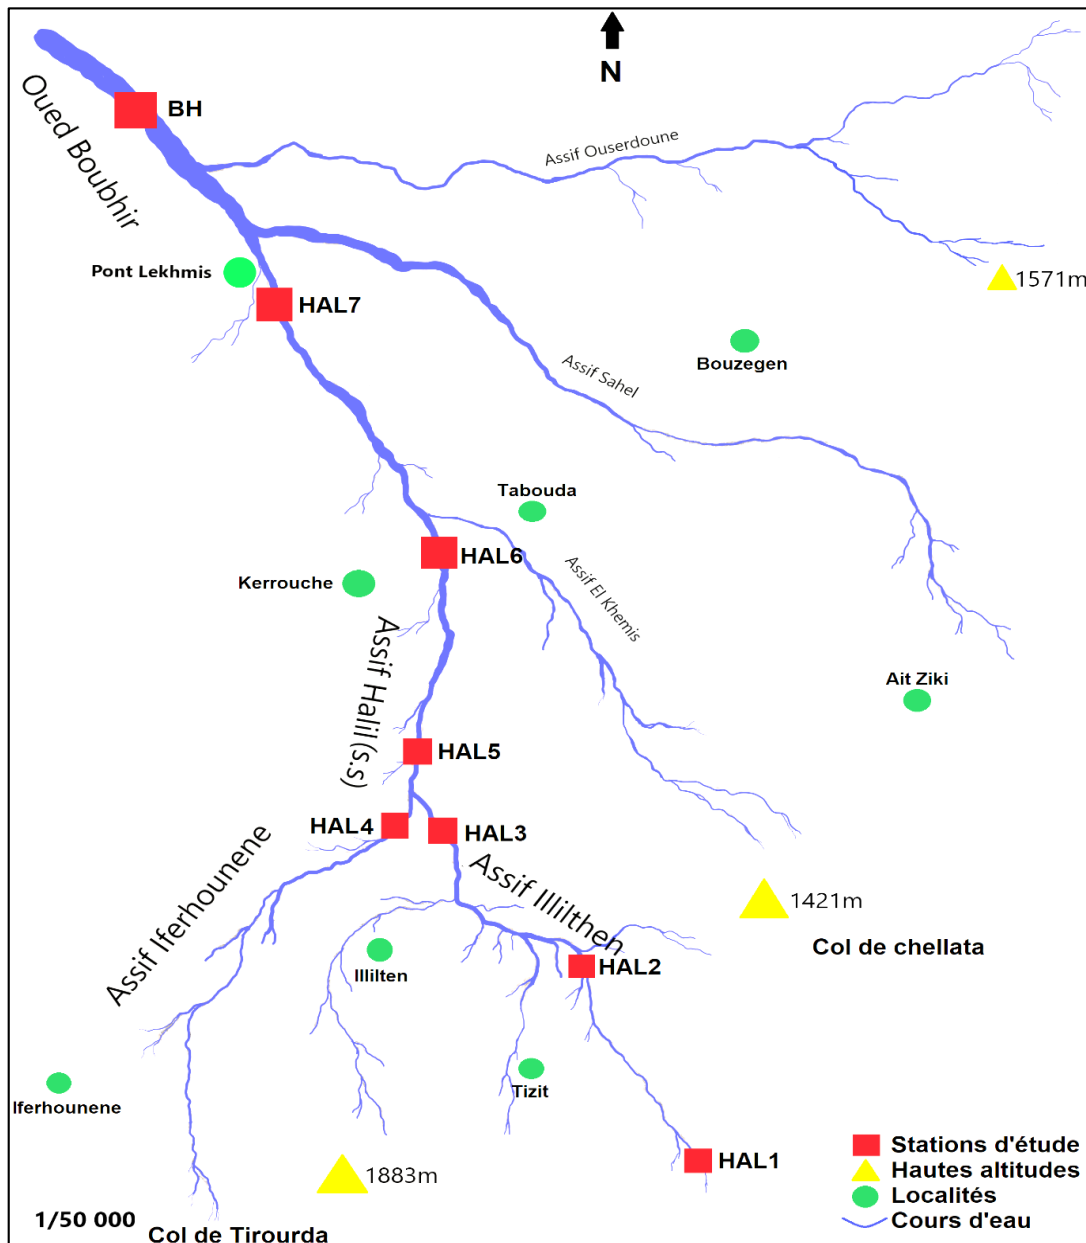 N
BH
Oued Boubhir
Assif Ouserdoune
Pont Lekhmis
HAL7
1571m
Bouzegen
Assif Sahel
Tabouda
HAL6
Kerrouche
Assif El Khemis
Assif Halil (s.s)
Ait Ziki
HAL5
HAL4
HAL3
Assif Iferhounene
Assif Illilthen
1421m
Col de chellata
Illilten
HAL2
Iferhounene
Tizit
HAL1
1883m
Col de Tirourda
1/50 000
Stations d'étude
Hautes altitudes
Localités
Cours d'eau